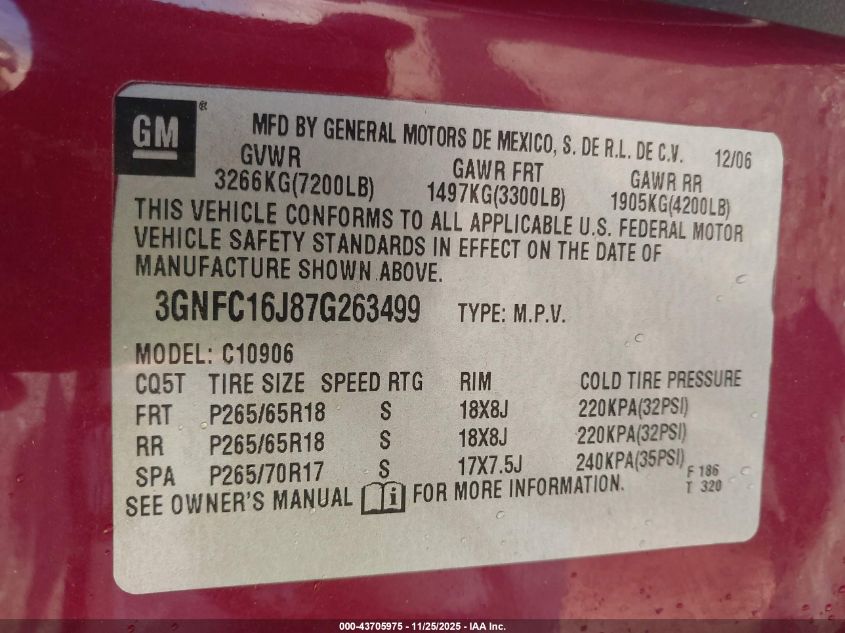 GM ®
MFD BY GENERAL MOTORS DE MEXICO, S. DE R.L. DE C.V. 12/06
GVWR GAWR FRT GAWR RR
3266KG(7200LB) 1497KG(3300LB) 1905KG(4200LB)
THIS VEHICLE CONFORMS TO ALL APPLICABLE U.S. FEDERAL MOTOR
VEHICLE SAFETY STANDARDS IN EFFECT ON THE DATE OF
MANUFACTURE SHOWN ABOVE.
3GNFC16J87G263499 TYPE: M.P.V.
MODEL: C10906
CQ5T TIRE SIZE SPEED RTG RIM COLD TIRE PRESSURE
FRT P265/65R18 S 18X8J 220KPA(32PSI)
RR P265/65R18 S 18X8J 220KPA(32PSI)
SPA P265/70R17 S 17X7.5J 240KPA(35PSI) F 186
T 320
SEE OWNER'S MANUAL i FOR MORE INFORMATION.
000-43705975 - 11/25/2025 - IAA Inc.